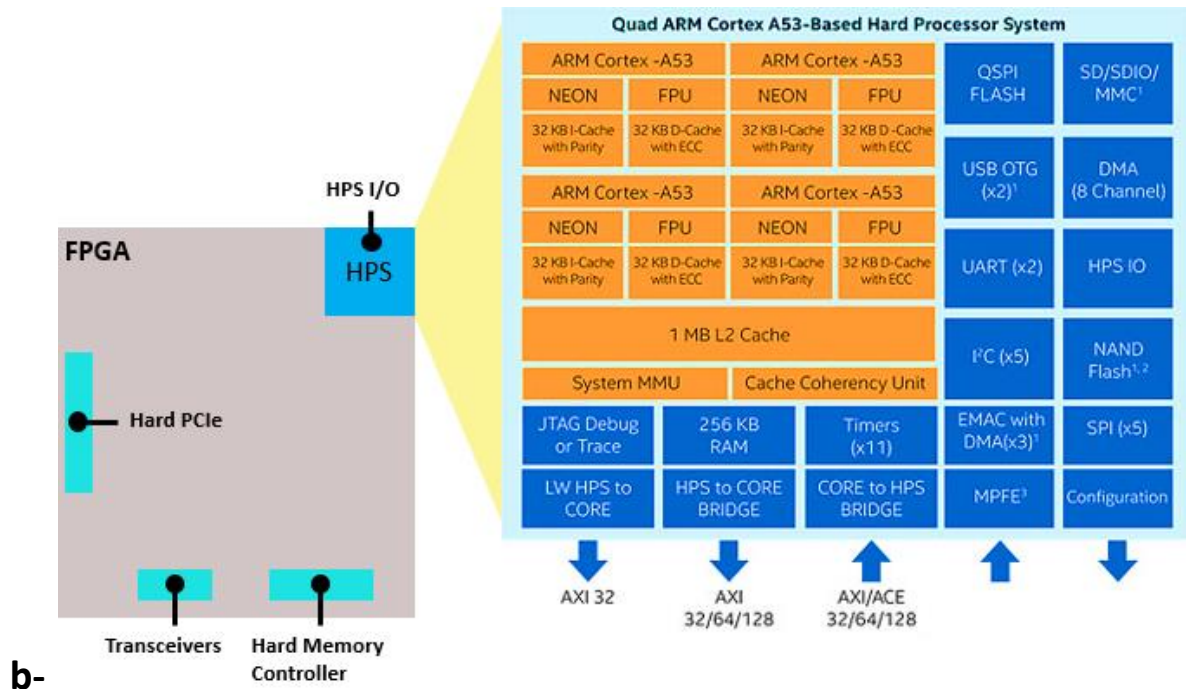 Quad ARM Cortex A53-Based Hard Processor System
ARM Cortex -A53
ARM Cortex -A53
NEON
FPU
NEON
FPU
32 KB I-Cache
with Parity
32 KB D-Cache
with ECC
32 KB I-Cache
with Parity
32 KB D -Cache
with ECC
ARM Cortex -A53
ARM Cortex -A53
NEON
FPU
NEON
FPU
32 KB I-Cache
with Parity
32 KB D-Cache
with ECC
32 KB I-Cache
with Parity
32 KB D-Cache
with ECC
1 MB L2 Cache
System MMU
Cache Coherency Unit
JTAG Debug
or Trace
256 KB
RAM
Timers
(x11)
LW HPS to
CORE
HPS to CORE
BRIDGE
CORE to HPS
BRIDGE
QSPI
FLASH
SD/SDIO/
MMC¹
USB OTG
(x2)¹
DMA
(8 Channel)
UART (x2)
HPS IO
I²C (x5)
NAND
Flash¹,²
EMAC with
DMA(x3)¹
SPI (x5)
MPFE³
Configuration
AXI 32
AXI
32/64/128
AXI/ACE
32/64/128
HPS I/O
FPGA
HPS
Hard PCIe
Transceivers
Hard Memory
Controller
b-